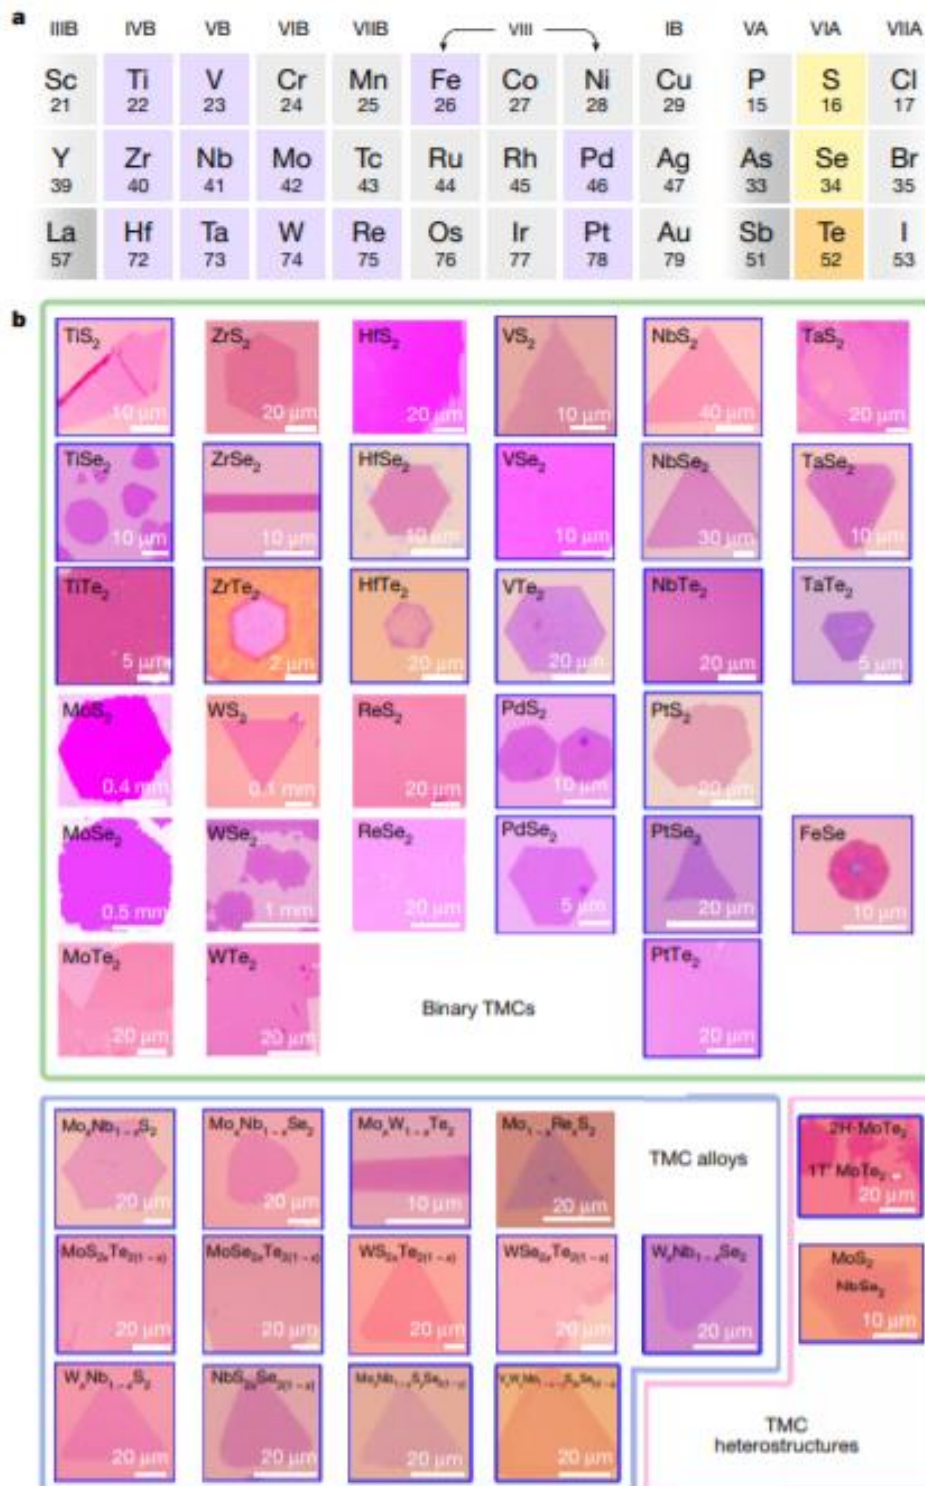 a
IIIB IVB VB VIB VIIB VIII IB VA VIA VIIA
Sc Ti V Cr Mn Fe Co Ni Cu P S Cl
21 22 23 24 25 26 27 28 29 15 16 17
Y Zr Nb Mo Tc Ru Rh Pd Ag As Se Br
39 40 41 42 43 44 45 46 47 33 34 35
La Hf Ta W Re Os Ir Pt Au Sb Te I
57 72 73 74 75 76 77 78 79 51 52 53
b
TiS₂ ZrS₂ HfS₂ VS₂ NbS₂ TaS₂
10 μm 20 μm 20 μm 10 μm 40 μm 20 μm
TiSe₂ ZrSe₂ HfSe₂ VSe₂ NbSe₂ TaSe₂
10 μm 10 μm 10 μm 10 μm 30 μm 10 μm
TiTe₂ ZrTe₂ HfTe₂ VTe₂ NbTe₂ TaTe₂
5 μm 2 μm 20 μm 20 μm 20 μm 5 μm
MoS₂ WS₂ ReS₂ PdS₂ PtS₂
0.4 mm 0.1 mm 20 μm 10 μm 20 μm
MoSe₂ WSe₂ ReSe₂ PdSe₂ PtSe₂ FeSe
0.5 mm 1 mm 20 μm 5 μm 20 μm 10 μm
MoTe₂ WTe₂ PtTe₂
Binary TMCs
20 μm 20 μm 20 μm
MoₓNb₁₋ₓS₂ MoₓNb₁₋ₓSe₂ MoₓW₁₋ₓTe₂ Mo₁₋ₓReₓS₂ 2H-MoTe₂
TMC alloys
1T′ MoTe₂
20 μm 20 μm 10 μm 20 μm 20 μm
MoS₂ₓTe₂₍₁₋ₓ₎ MoSe₂ₓTe₂₍₁₋ₓ₎ WS₂ₓTe₂₍₁₋ₓ₎ WSe₂ₓTe₂₍₁₋ₓ₎ WₓNb₁₋ₓSe₂ MoS₂
NbSe₂
20 μm 20 μm 20 μm 20 μm 20 μm 10 μm
WₓNb₁₋ₓS₂ NbS₂ₓSe₂₍₁₋ₓ₎
20 μm 20 μm 20 μm 20 μm
TMC
heterostructures